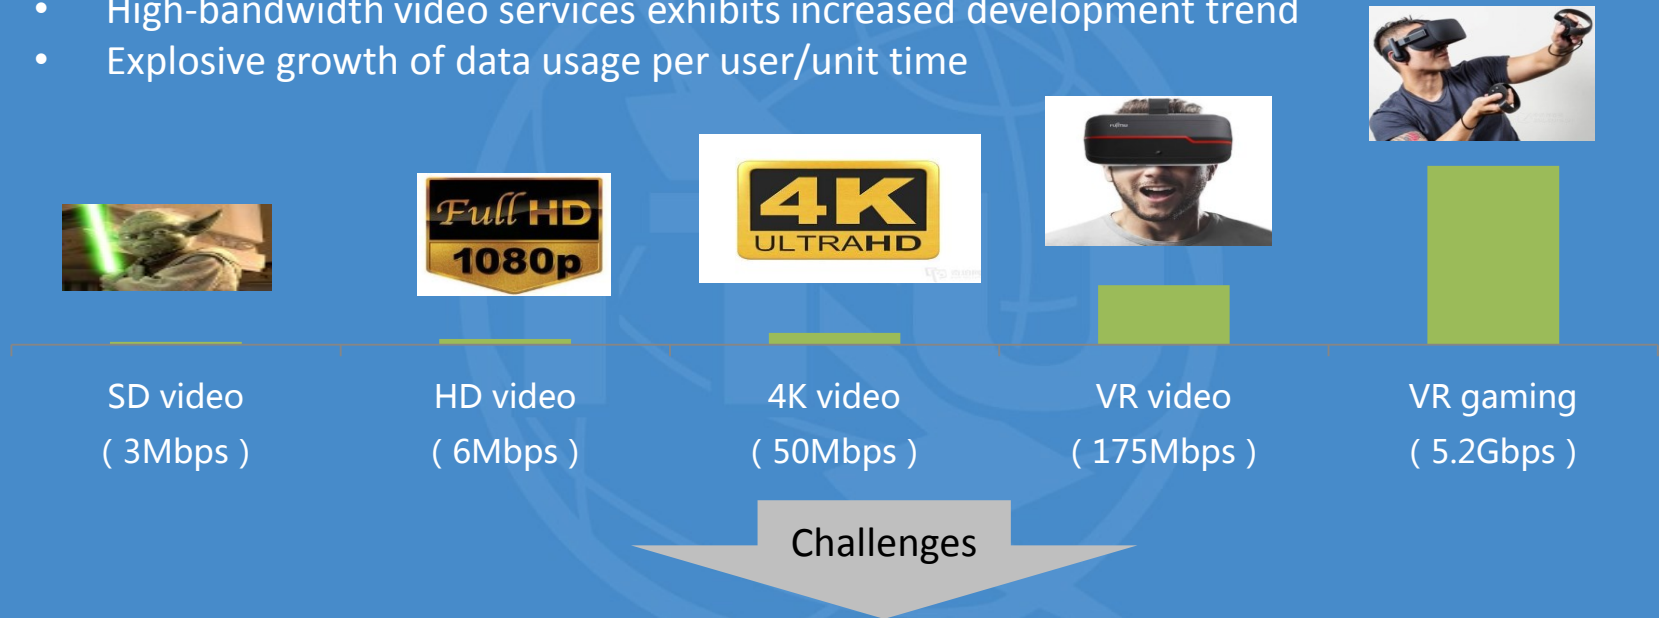 • High-bandwidth video services exhibits increased development trend
• Explosive growth of data usage per user/unit time
Full HD
1080p
4K
ULTRAHD
FUJITSU
SD video
( 3Mbps )
HD video
( 6Mbps )
4K video
( 50Mbps )
VR video
( 175Mbps )
VR gaming
( 5.2Gbps )
Challenges